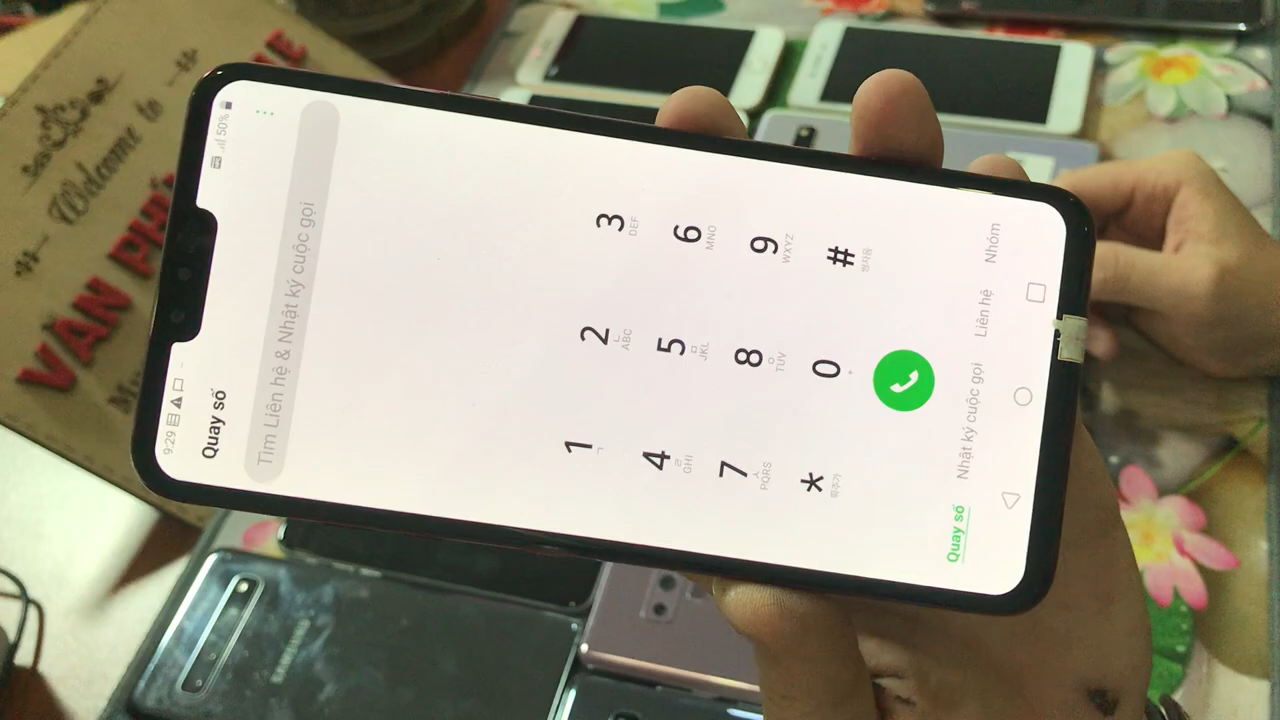 Welcome to
VĂN PH
E
9:29
50%
Quay số
Tìm Liên hệ & Nhật ký cuộc gọi
1
ㄱ
2
ㄴ ABC
3
DEF
4
ㄹ GHI
5
ㅁ JKL
6
MNO
7
ㅅ PQRS
8
ㅇ TUV
9
WXYZ
*
0
+
#
Quay số
Nhật ký cuộc gọi
Liên hệ
Nhóm
SAMSUNG